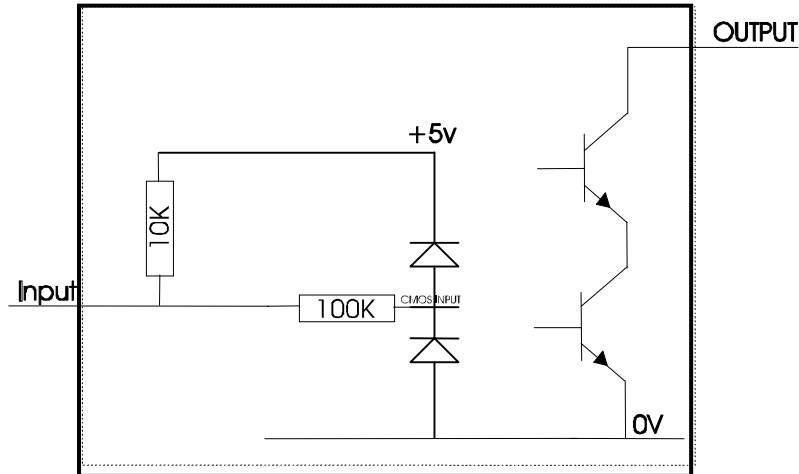 OUTPUT
+5v
10K
Input
100K
CMOS INPUT
0V